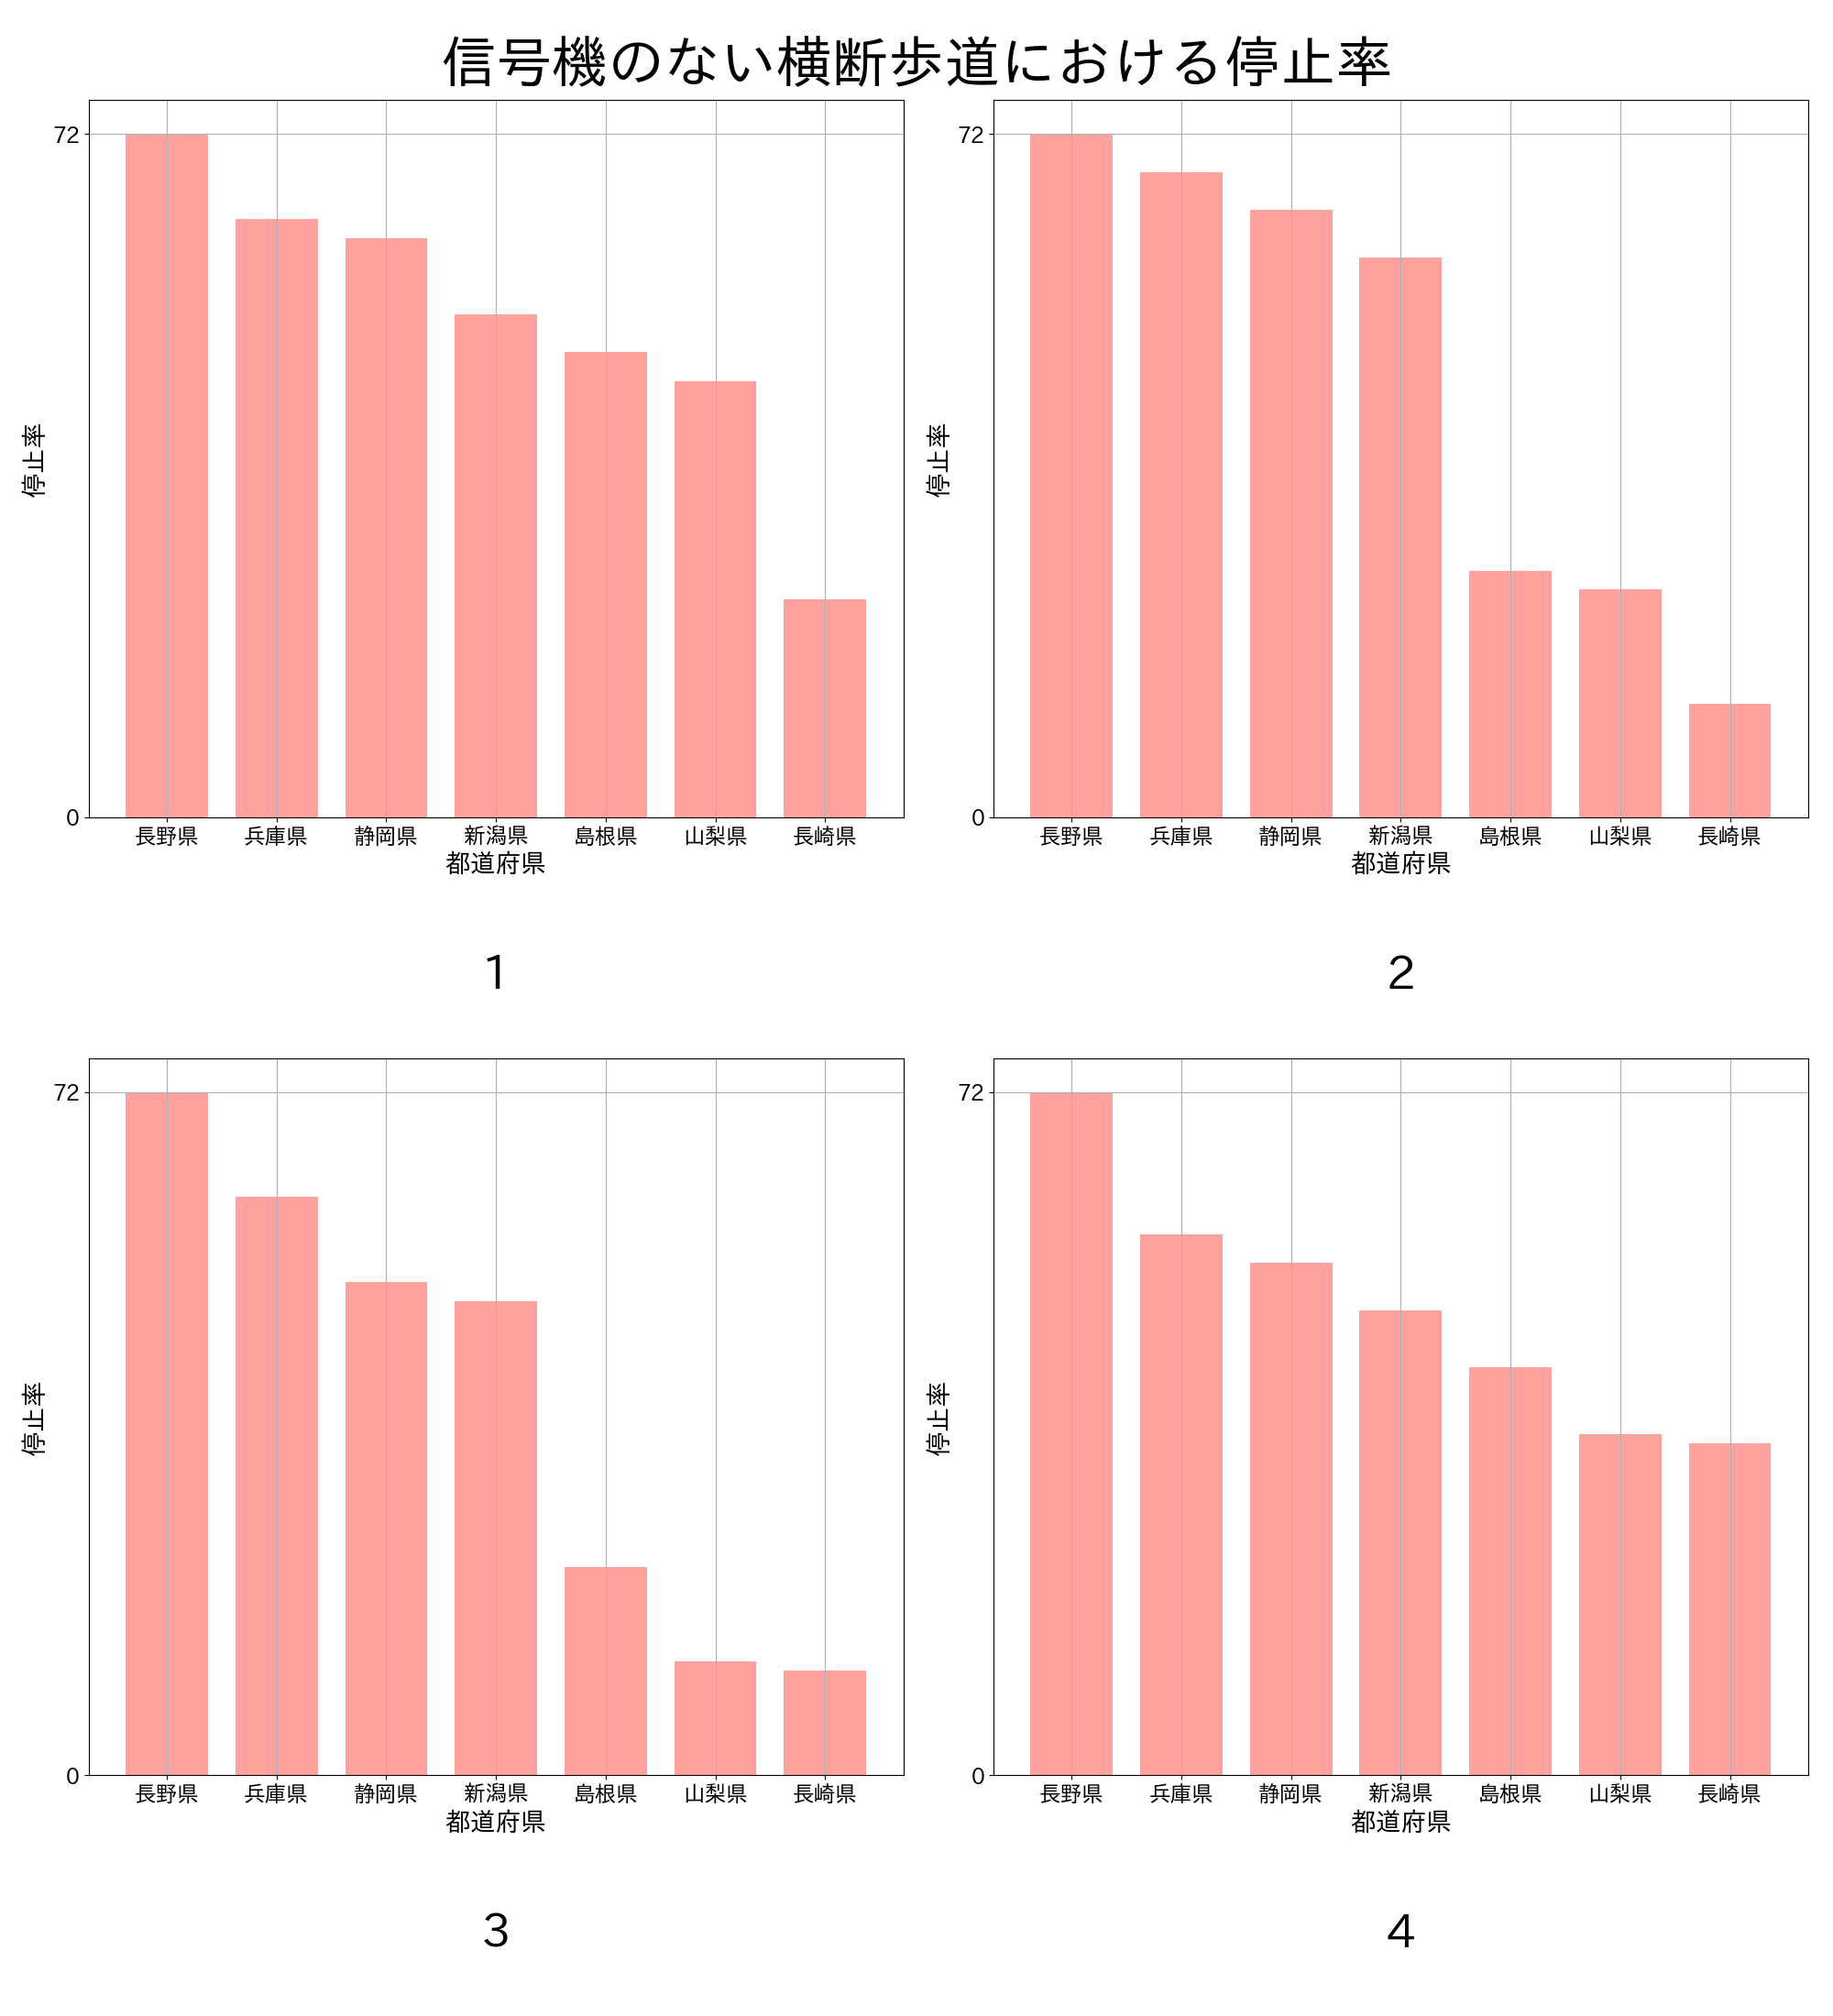 信号機のない横断歩道における停止率
72
0
停止率
長野県 兵庫県 静岡県 新潟県 島根県 山梨県 長崎県
都道府県
1
72
0
停止率
長野県 兵庫県 静岡県 新潟県 島根県 山梨県 長崎県
都道府県
2
72
0
停止率
長野県 兵庫県 静岡県 新潟県 島根県 山梨県 長崎県
都道府県
3
72
0
停止率
長野県 兵庫県 静岡県 新潟県 島根県 山梨県 長崎県
都道府県
4